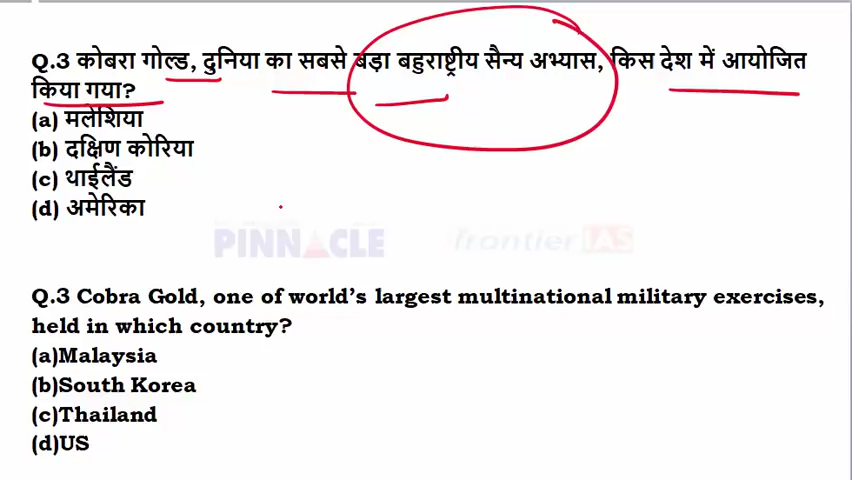 Q.3 कोबरा गोल्ड, दुनिया का सबसे बड़ा बहुराष्ट्रीय सैन्य अभ्यास, किस देश में आयोजित
किया गया?
(a) मलेशिया
(b) दक्षिण कोरिया
(c) थाईलैंड
(d) अमेरिका
PINNACLE frontier IAS
Q.3 Cobra Gold, one of world's largest multinational military exercises,
held in which country?
(a)Malaysia
(b)South Korea
(c)Thailand
(d)US